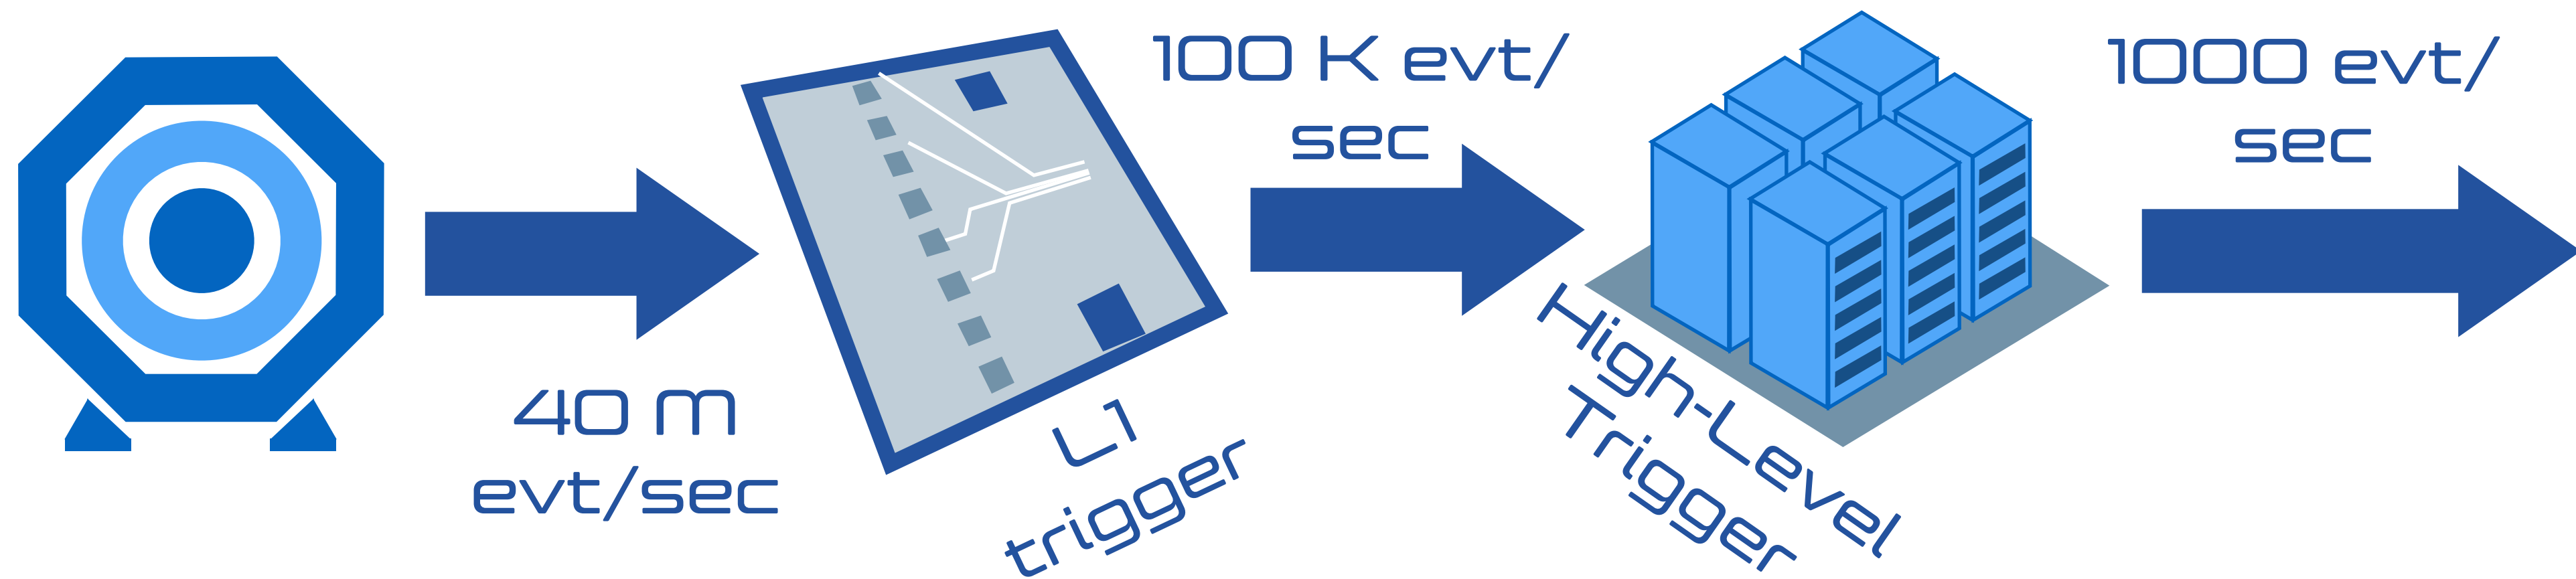 40 m
evt/sec
L1
trigger
100 K evt/
sec
High-Level
Trigger
1000 evt/
sec